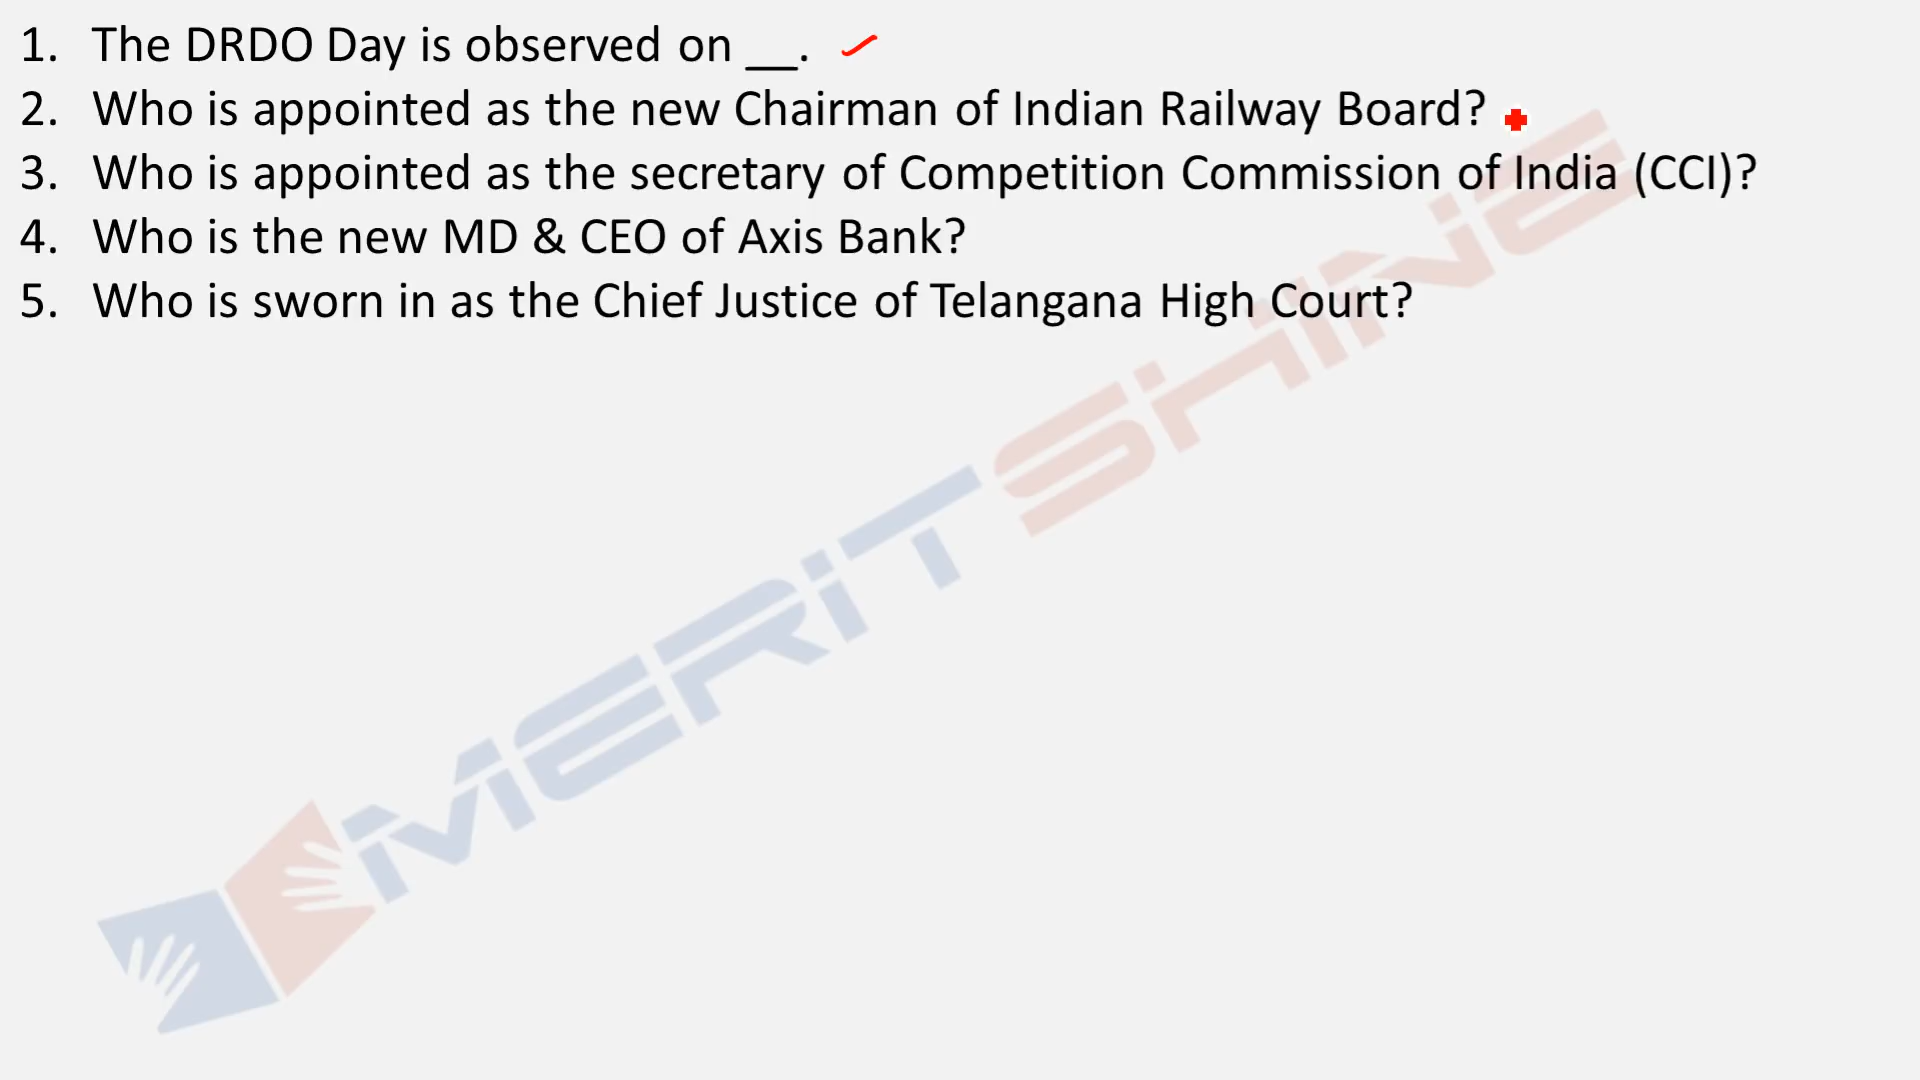 1. The DRDO Day is observed on __.
2. Who is appointed as the new Chairman of Indian Railway Board?
3. Who is appointed as the secretary of Competition Commission of India (CCI)?
4. Who is the new MD & CEO of Axis Bank?
5. Who is sworn in as the Chief Justice of Telangana High Court?
MERiTSHiNE